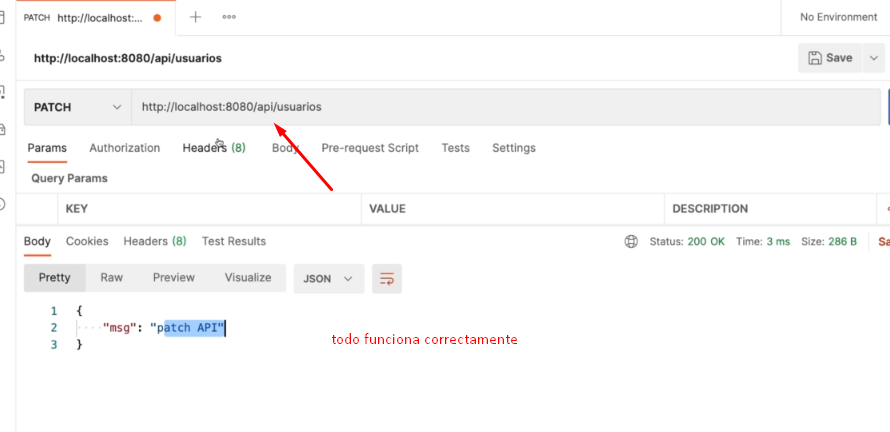 PATCH http://localhost:... No Environment
http://localhost:8080/api/usuarios Save
PATCH http://localhost:8080/api/usuarios
Params Authorization Headers (8) Body Pre-request Script Tests Settings
Query Params
KEY VALUE DESCRIPTION
Body Cookies Headers (8) Test Results Status: 200 OK Time: 3 ms Size: 286 B Sa
Pretty Raw Preview Visualize JSON
1 {
2 "msg": "patch API"
3 }
todo funciona correctamente